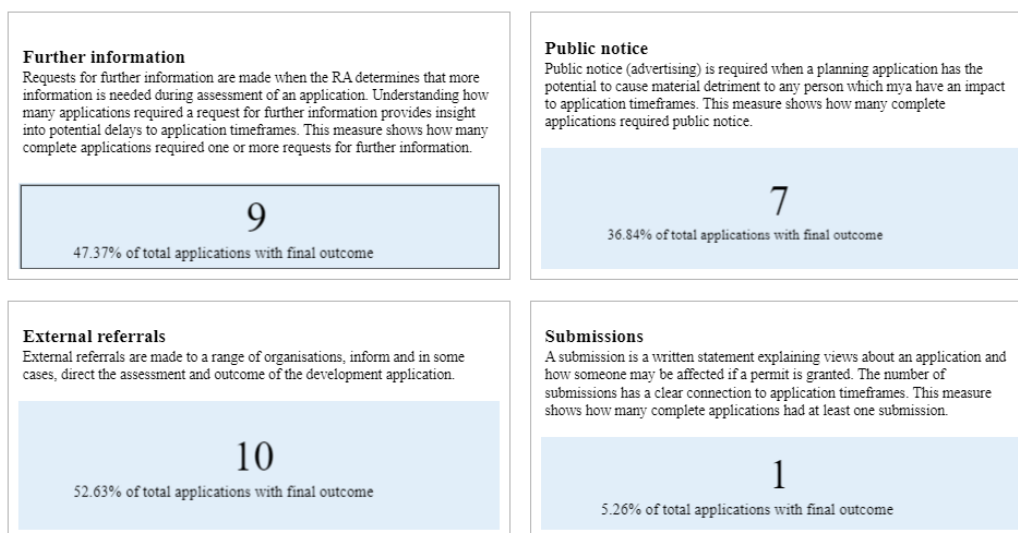 Further information
Requests for further information are made when the RA determines that more
information is needed during assessment of an application. Understanding how
many applications required a request for further information provides insight
into potential delays to application timeframes. This measure shows how many
complete applications required one or more requests for further information.
9
47.37% of total applications with final outcome
Public notice
Public notice (advertising) is required when a planning application has the
potential to cause material detriment to any person which mya have an impact
to application timeframes. This measure shows how many complete
applications required public notice.
7
36.84% of total applications with final outcome
External referrals
External referrals are made to a range of organisations, inform and in some
cases, direct the assessment and outcome of the development application.
10
52.63% of total applications with final outcome
Submissions
A submission is a written statement explaining views about an application and
how someone may be affected if a permit is granted. The number of
submissions has a clear connection to application timeframes. This measure
shows how many complete applications had at least one submission.
1
5.26% of total applications with final outcome